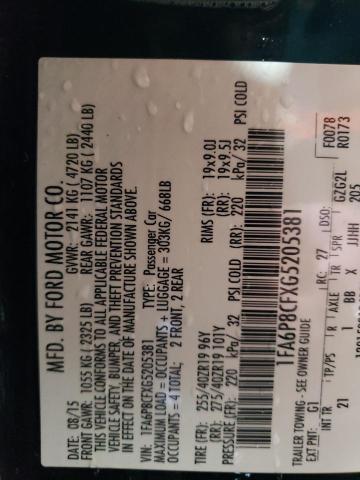 MFD. BY FORD MOTOR CO.
DATE: 08/15 GVWR: 2141 KG ( 4720 LB)
FRONT GAWR: 1055 KG ( 2325 LB) REAR GAWR: 1107 KG ( 2440 LB)
THIS VEHICLE CONFORMS TO ALL APPLICABLE FEDERAL MOTOR
VEHICLE SAFETY, BUMPER, AND THEFT PREVENTION STANDARDS
IN EFFECT ON THE DATE OF MANUFACTURE SHOWN ABOVE.
VIN: 1FA6P8CFXG5205381 TYPE: Passenger Car
MAXIMUM LOAD = OCCUPANTS + LUGGAGE = 303KG/ 668LB
OCCUPANTS = 4 TOTAL; 2 FRONT, 2 REAR
TIRE (FR): 255/40ZR19 96Y RIMS (FR): 19x9.0J
(RR): 275/40ZR19 101Y (RR): 19x9.5J
PRESSURE (FR): 220 kPa/ 32 PSI COLD (RR): 220 kPa/ 32 PSI COLD
1FA6P8CFXG5205381
TRAILER TOWING - SEE OWNER GUIDE F0078
EXT PNT: G1 RC: 27 DSO: R0173
INT TR TP/PS R AXLE TR SPR G2G2L
21 I BB X JJHH 205